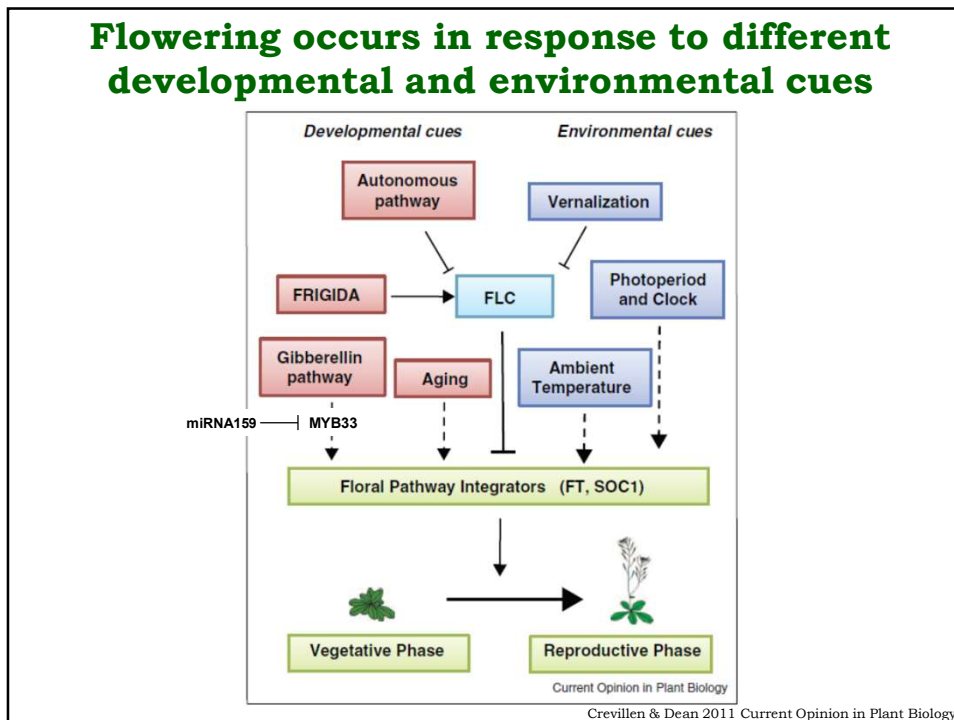 Flowering occurs in response to different
developmental and environmental cues
Developmental cues
Environmental cues
Autonomous
pathway
Vernalization
FRIGIDA
FLC
Photoperiod
and Clock
Gibberellin
pathway
Aging
Ambient
Temperature
miRNA159
MYB33
Floral Pathway Integrators (FT, SOC1)
Vegetative Phase
Reproductive Phase
Current Opinion in Plant Biology
Crevillen & Dean 2011 Current Opinion in Plant Biology